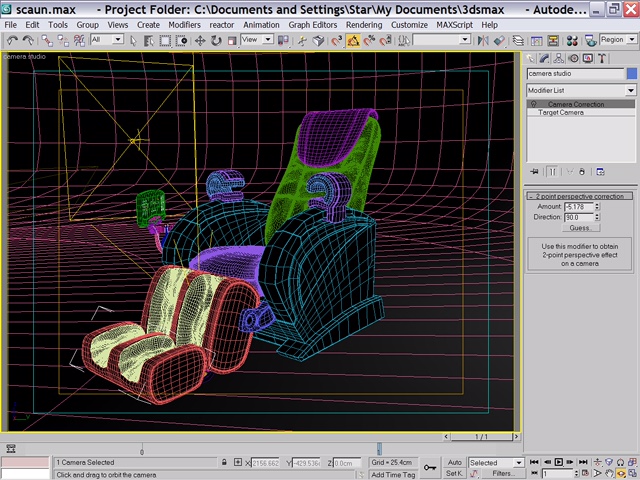 scaun.max - Project Folder: C:\Documents and Settings\Star\My Documents\3dsmax - Autode...
File Edit Tools Group Views Create Modifiers reactor Animation Graph Editors Rendering Customize MAXScript Help
All View Region
camera studio
camera studio
Modifier List
Camera Correction
Target Camera
- 2 point perspective correction
Amount: -5.178
Direction: 90.0
Guess
Use this modifier to obtain
2-point perspective effect
on a camera
< 1 / 1 >
0 1
1 Camera Selected X: 2156.662 Y: -429.536 Z: 0.0cm Grid = 25.4cm Auto Selected
Click and drag to orbit the camera Add Time Tag Set K. Filters... 1